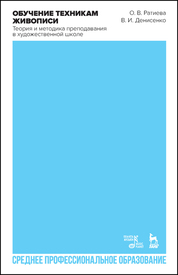 ОБУЧЕНИЕ ТЕХНИКАМ
ЖИВОПИСИ
Теория и методика преподавания
в художественной школе
О. В. Ратиева
В. И. Денисенко
СРЕДНЕЕ ПРОФЕССИОНАЛЬНОЕ ОБРАЗОВАНИЕ